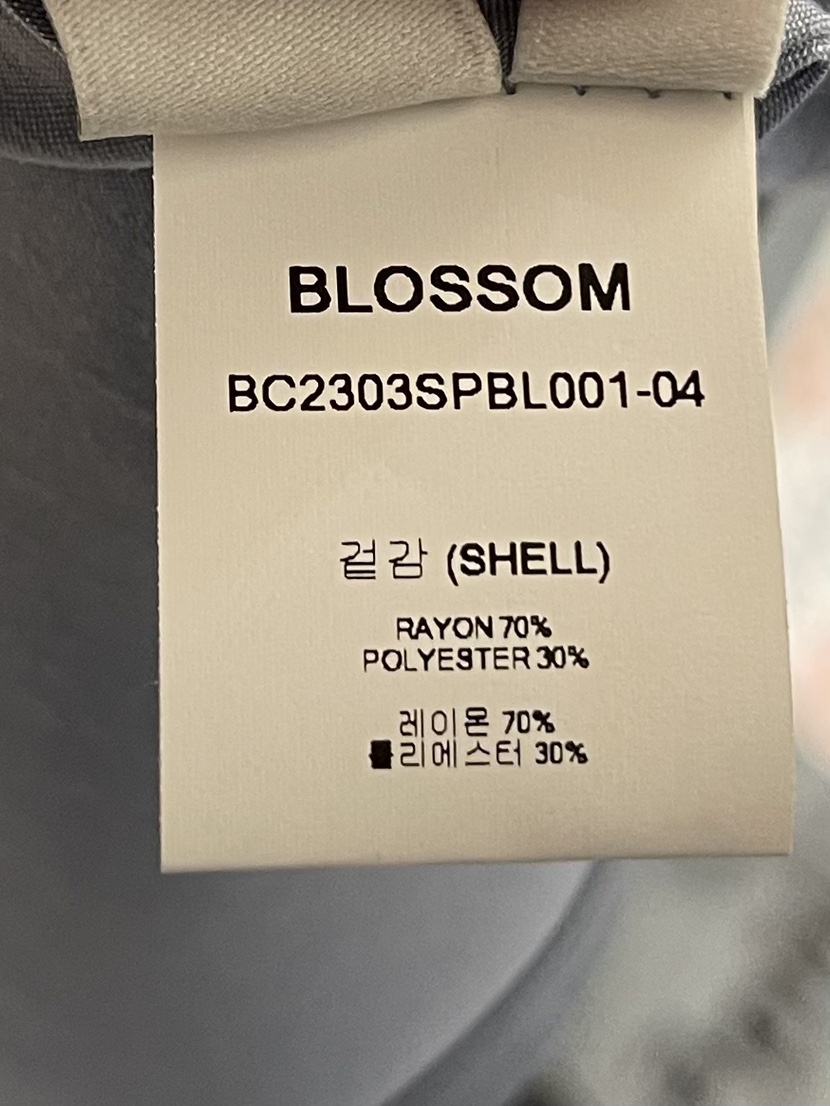 BLOSSOM
BC2303SPBL001-04
겉감 (SHELL)
RAYON 70%
POLYESTER 30%
레이몬 70%
폴리에스터 30%